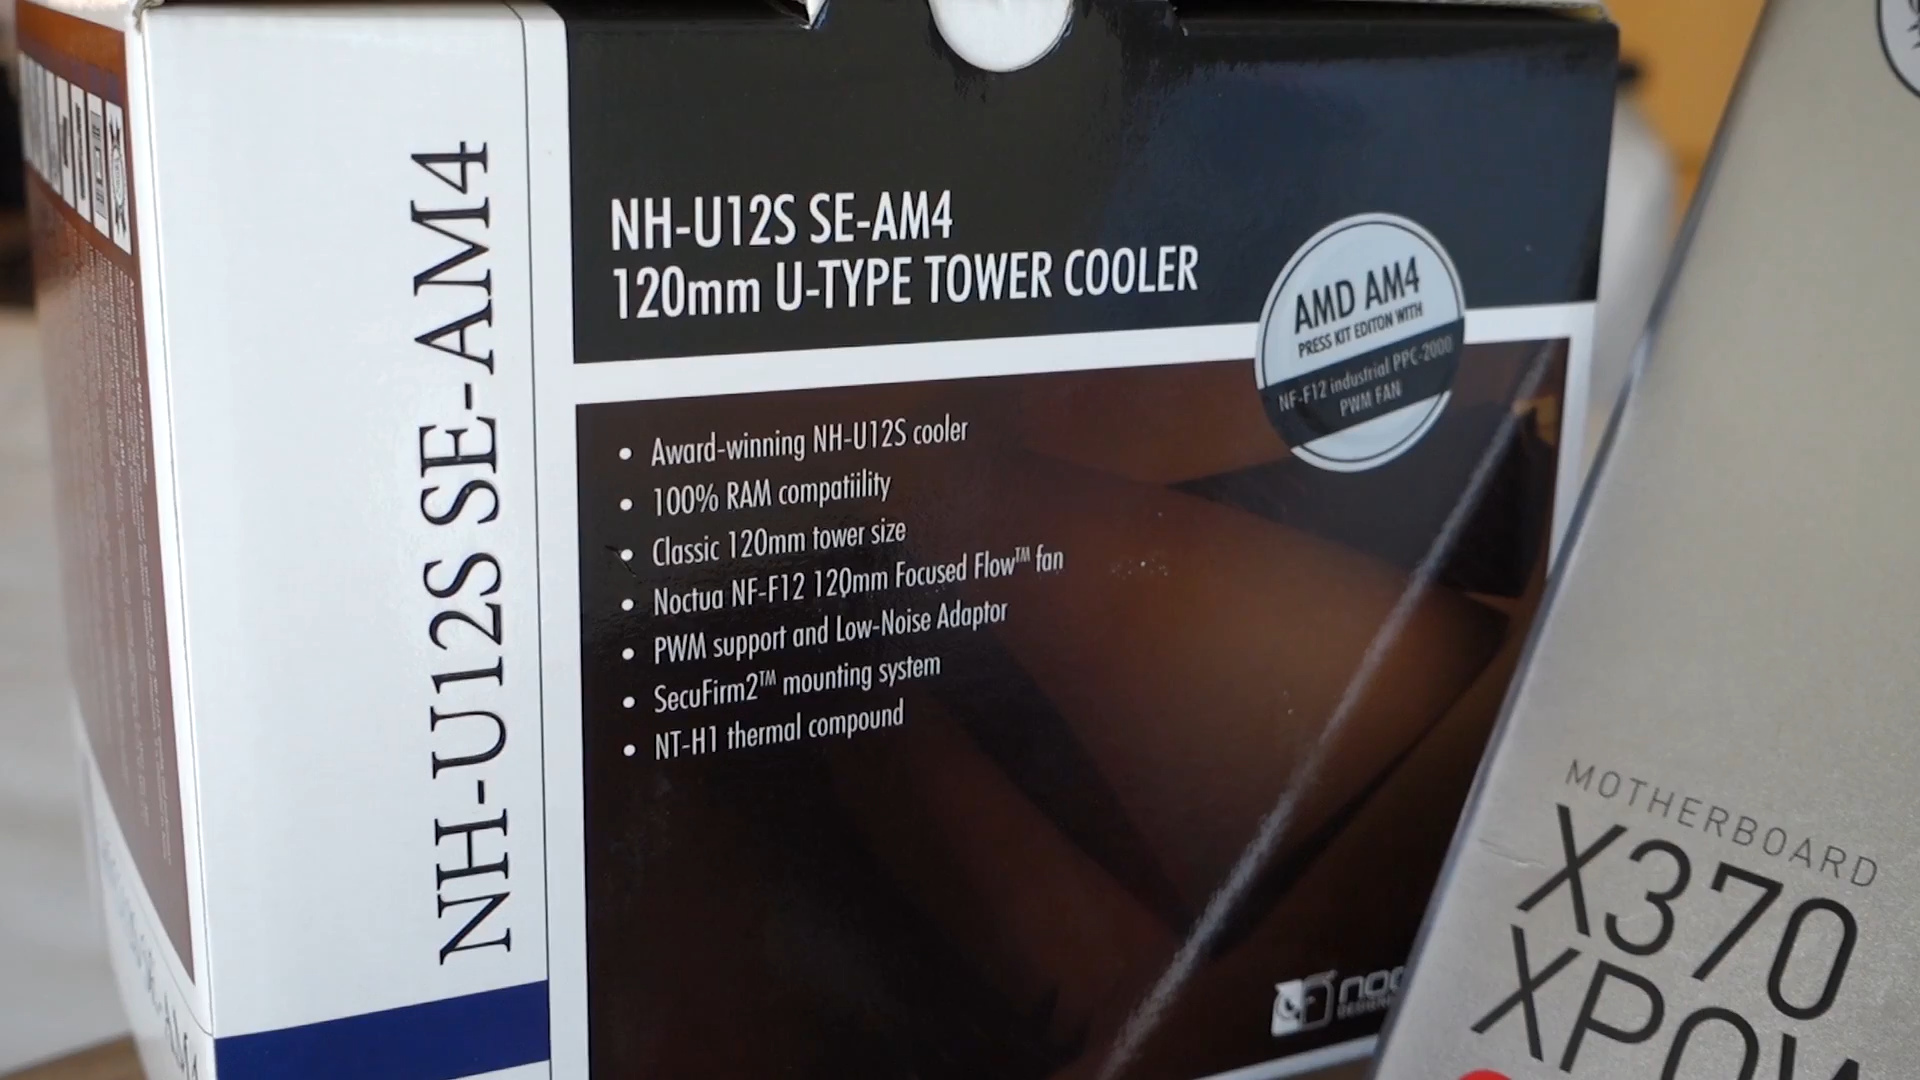 NH-U12S SE-AM4
NH-U12S SE-AM4
120mm U-TYPE TOWER COOLER
AMD AM4
PRESS KIT EDITON WITH
NF-F12 industrial PPC-2000
PWM FAN
• Award-winning NH-U12S cooler
• 100% RAM compatiility
• Classic 120mm tower size
• Noctua NF-F12 120mm Focused Flow™ fan
• PWM support and Low-Noise Adaptor
• SecuFirm2™ mounting system
• NT-H1 thermal compound
MOTHERBOARD
X370